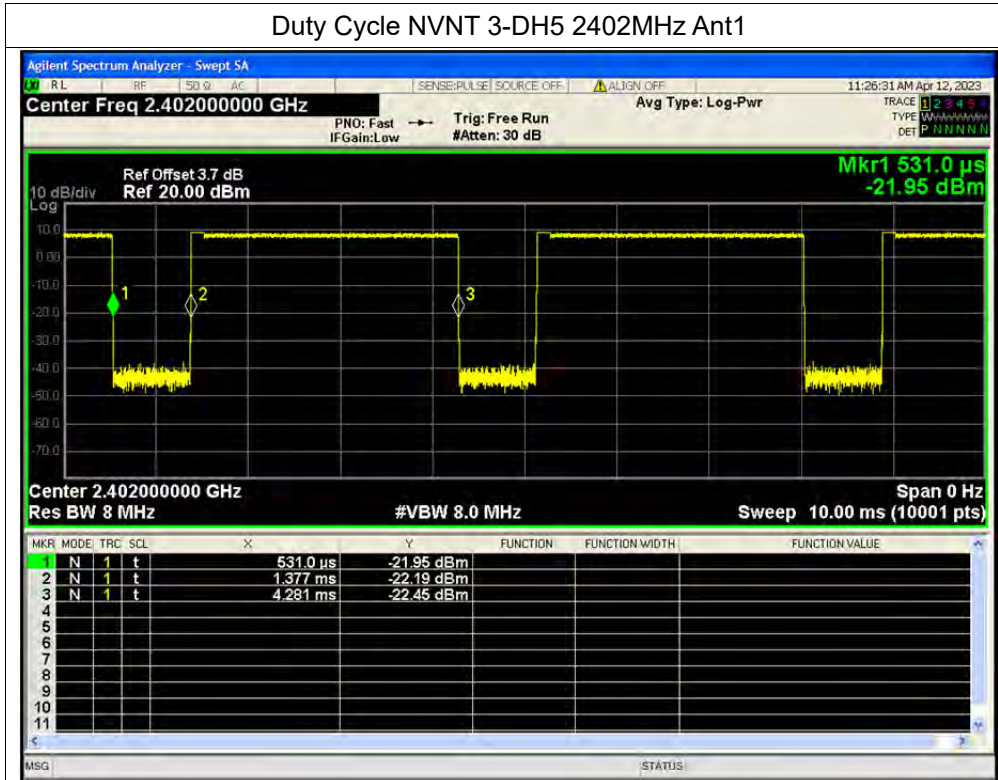 Duty Cycle NVNT 3-DH5 2402MHz Ant1
Agilent Spectrum Analyzer - Swept SA
RL RF 50 Ω AC SENSE:PULSE SOURCE OFF ALIGN OFF 11:26:31 AM Apr 12, 2023
Center Freq 2.402000000 GHz
PNO: Fast
IFGain:Low
Trig: Free Run
#Atten: 30 dB
Avg Type: Log-Pwr
TRACE 1 2 3 4 5 6
TYPE
DET P N N N N N
Mkr1 531.0 µs
-21.95 dBm
Ref Offset 3.7 dB
10 dB/div Ref 20.00 dBm
Log
10.0
0.00
-10.0
-20.0
-30.0
-40.0
-50.0
-60.0
-70.0
1
2
3
Center 2.402000000 GHz Span 0 Hz
Res BW 8 MHz #VBW 8.0 MHz Sweep 10.00 ms (10001 pts)
MKR MODE TRC SCL X Y FUNCTION FUNCTION WIDTH FUNCTION VALUE
1 N 1 t 531.0 µs -21.95 dBm
2 N 1 t 1.377 ms -22.19 dBm
3 N 1 t 4.281 ms -22.45 dBm
4
5
6
7
8
9
10
11
MSG STATUS